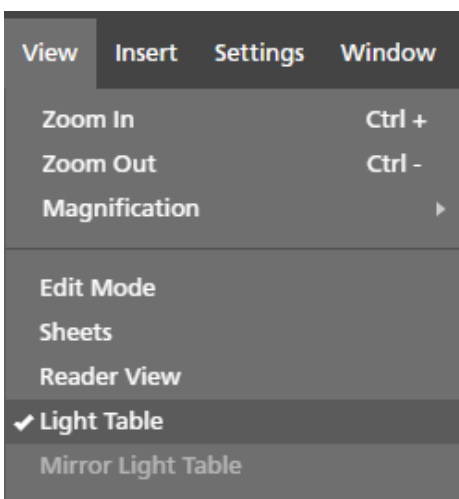 View Insert Settings Window
Zoom In Ctrl +
Zoom Out Ctrl -
Magnification
Edit Mode
Sheets
Reader View
Light Table
Mirror Light Table